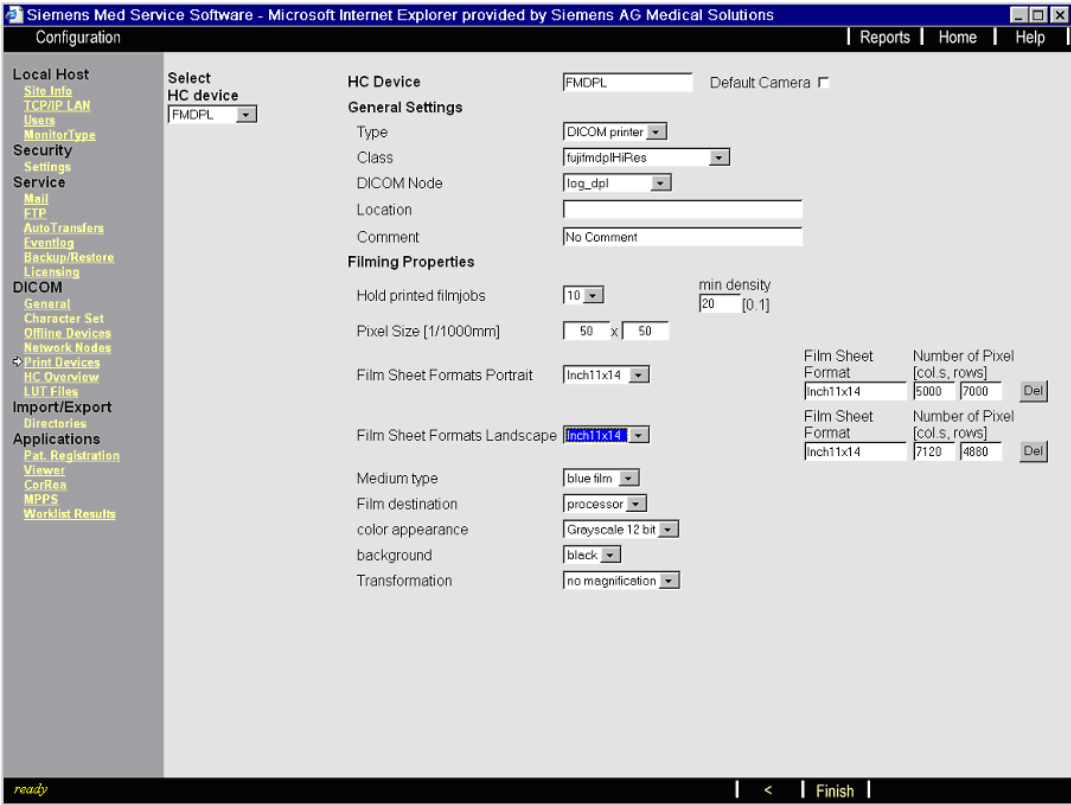 Siemens Med Service Software - Microsoft Internet Explorer provided by Siemens AG Medical Solutions
Configuration
Reports Home Help
Local Host
Site Info
TCP/IP LAN
Users
MonitorType
Security
Settings
Service
Mail
FTP
AutoTransfers
Eventlog
Backup/Restore
Licensing
DICOM
General
Character Set
Offline Devices
Network Nodes
Print Devices
HC Overview
LUT Files
Import/Export
Directories
Applications
Pat. Registration
Viewer
CorRea
MPPS
Worklist Results
Select
HC device
FMDPL
HC Device FMDPL Default Camera
General Settings
Type DICOM printer
Class fujifmdplHiRes
DICOM Node log_dpl
Location
Comment No Comment
Filming Properties
min density
Hold printed filmjobs 10 20 [0.1]
Pixel Size [1/1000mm] 50 x 50
Film Sheet Number of Pixel
Format [col.s, rows]
Film Sheet Formats Portrait Inch11x14 Inch11x14 5000 7000 Del
Film Sheet Number of Pixel
Format [col.s, rows]
Film Sheet Formats Landscape Inch11x14 Inch11x14 7120 4880 Del
Medium type blue film
Film destination processor
color appearance Grayscale 12 bit
background black
Transformation no magnification
ready < Finish